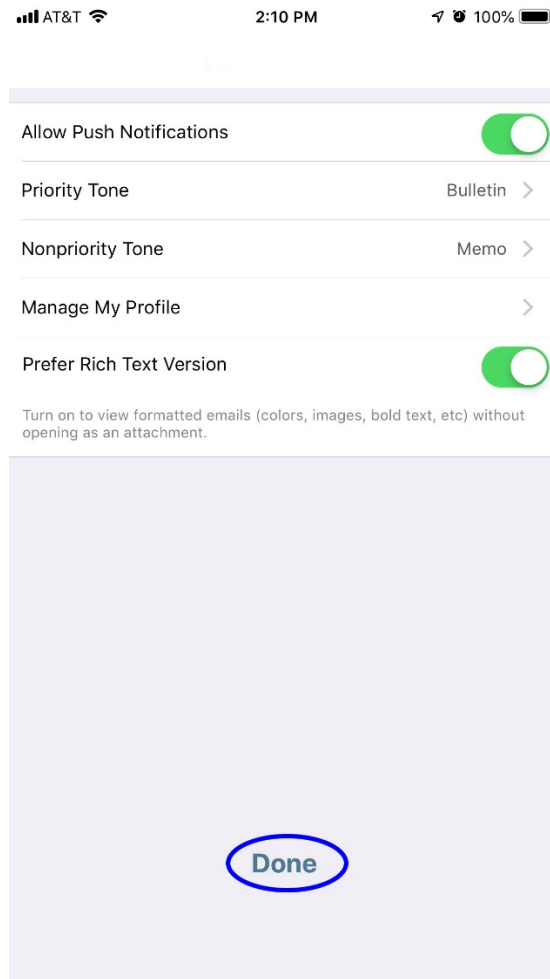 AT&T 2:10 PM 100%
Allow Push Notifications
Priority Tone Bulletin
Nonpriority Tone Memo
Manage My Profile
Prefer Rich Text Version
Turn on to view formatted emails (colors, images, bold text, etc) without
opening as an attachment.
Done